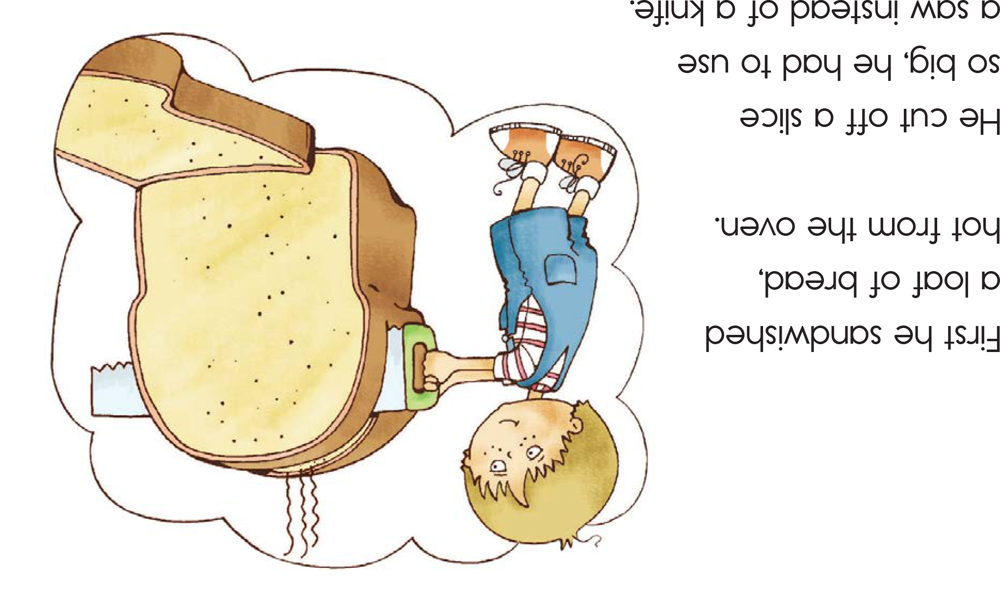 First he sandwished
a loaf of bread,
hot from the oven.
He cut off a slice
so big, he had to use
a saw instead of a knife.